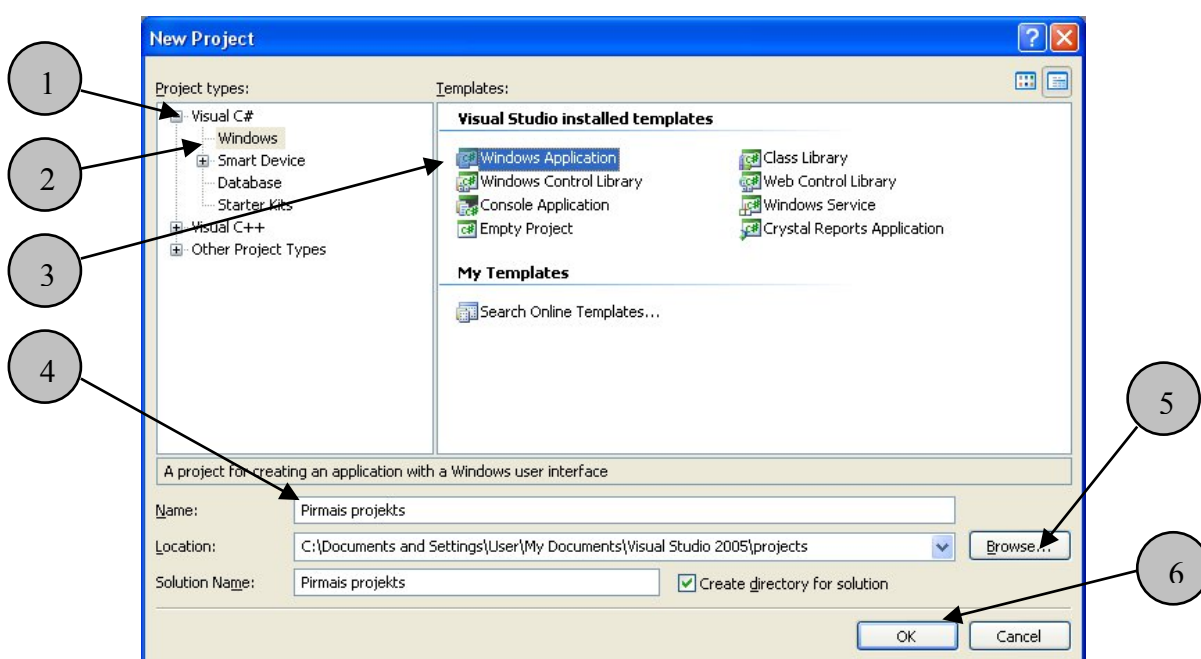 New Project
1
Project types:
Templates:
Visual C#
Windows
Smart Device
Database
Starter Kits
Visual C++
Other Project Types
2
3
Visual Studio installed templates
Windows Application
Class Library
Windows Control Library
Web Control Library
Console Application
Windows Service
Empty Project
Crystal Reports Application
My Templates
Search Online Templates...
4
5
A project for creating an application with a Windows user interface
Name: Pirmais projekts
Location: C:\Documents and Settings\User\My Documents\Visual Studio 2005\projects Browse...
Solution Name: Pirmais projekts Create directory for solution
6
OK Cancel